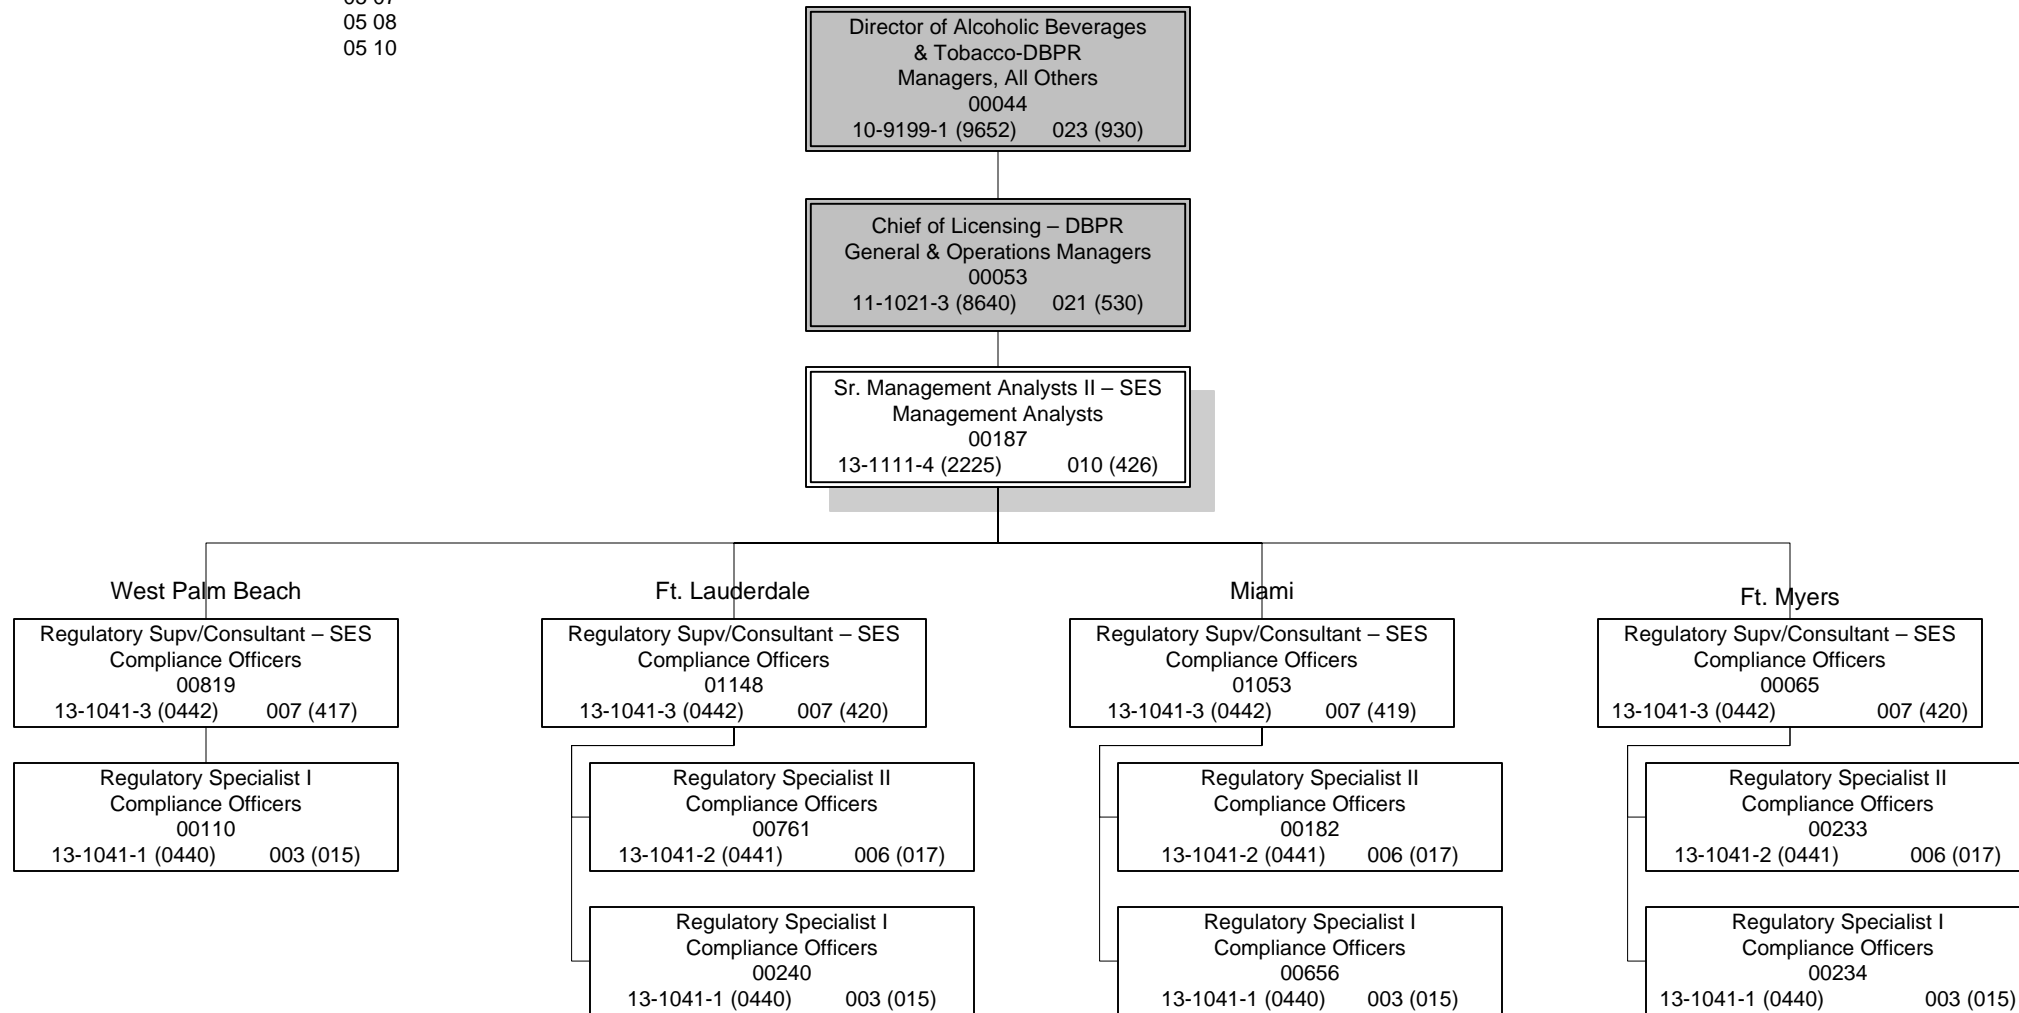 05 08
05 10
Director of Alcoholic Beverages
& Tobacco-DBPR
Managers, All Others
00044
10-9199-1 (9652) 023 (930)
Chief of Licensing – DBPR
General & Operations Managers
00053
11-1021-3 (8640) 021 (530)
Sr. Management Analysts II – SES
Management Analysts
00187
13-1111-4 (2225) 010 (426)
West Palm Beach
Regulatory Supv/Consultant – SES
Compliance Officers
00819
13-1041-3 (0442) 007 (417)
Regulatory Specialist I
Compliance Officers
00110
13-1041-1 (0440) 003 (015)
Ft. Lauderdale
Regulatory Supv/Consultant – SES
Compliance Officers
01148
13-1041-3 (0442) 007 (420)
Regulatory Specialist II
Compliance Officers
00761
13-1041-2 (0441) 006 (017)
Regulatory Specialist I
Compliance Officers
00240
13-1041-1 (0440) 003 (015)
Miami
Regulatory Supv/Consultant – SES
Compliance Officers
01053
13-1041-3 (0442) 007 (419)
Regulatory Specialist II
Compliance Officers
00182
13-1041-2 (0441) 006 (017)
Regulatory Specialist I
Compliance Officers
00656
13-1041-1 (0440) 003 (015)
Ft. Myers
Regulatory Supv/Consultant – SES
Compliance Officers
00065
13-1041-3 (0442) 007 (420)
Regulatory Specialist II
Compliance Officers
00233
13-1041-2 (0441) 006 (017)
Regulatory Specialist I
Compliance Officers
00234
13-1041-1 (0440) 003 (015)